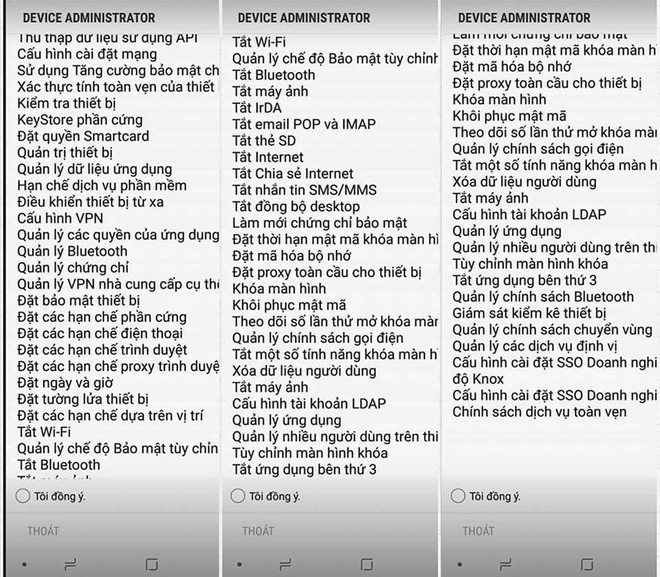 DEVICE ADMINISTRATOR
Thu thập dữ liệu sử dụng API
Cấu hình cài đặt mạng
Sử dụng Tăng cường bảo mật ch
Xác thực tính toàn vẹn của thiết
Kiểm tra thiết bị
KeyStore phần cứng
Đặt quyền Smartcard
Quản trị thiết bị
Quản lý dữ liệu ứng dụng
Hạn chế dịch vụ phần mềm
Điều khiển thiết bị từ xa
Cấu hình VPN
Quản lý các quyền của ứng dụng
Quản lý Bluetooth
Quản lý chứng chỉ
Quản lý VPN nhà cung cấp cụ thể
Đặt bảo mật thiết bị
Đặt các hạn chế phần cứng
Đặt các hạn chế điện thoại
Đặt các hạn chế trình duyệt
Đặt các hạn chế proxy trình duyệ
Đặt ngày và giờ
Đặt tường lửa thiết bị
Đặt các hạn chế dựa trên vị trí
Tắt Wi-Fi
Quản lý chế độ Bảo mật tùy chỉn
Tắt Bluetooth
Tắt máy ảnh
Tôi đồng ý.
THOÁT
DEVICE ADMINISTRATOR
Tắt Wi-Fi
Quản lý chế độ Bảo mật tùy chỉnh
Tắt Bluetooth
Tắt máy ảnh
Tắt IrDA
Tắt email POP và IMAP
Tắt thẻ SD
Tắt Internet
Tắt Chia sẻ Internet
Tắt nhắn tin SMS/MMS
Tắt đồng bộ desktop
Làm mới chứng chỉ bảo mật
Đặt thời hạn mật mã khóa màn hì
Đặt mã hóa bộ nhớ
Đặt proxy toàn cầu cho thiết bị
Khóa màn hình
Khôi phục mật mã
Theo dõi số lần thử mở khóa màr
Quản lý chính sách gọi điện
Tắt một số tính năng khóa màn h
Xóa dữ liệu người dùng
Tắt máy ảnh
Cấu hình tài khoản LDAP
Quản lý ứng dụng
Quản lý nhiều người dùng trên thi
Tùy chỉnh màn hình khóa
Tắt ứng dụng bên thứ 3
Tôi đồng ý.
THOÁT
DEVICE ADMINISTRATOR
Làm mới chứng chỉ bảo mật
Đặt thời hạn mật mã khóa màn h
Đặt mã hóa bộ nhớ
Đặt proxy toàn cầu cho thiết bị
Khóa màn hình
Khôi phục mật mã
Theo dõi số lần thử mở khóa màr
Quản lý chính sách gọi điện
Tắt một số tính năng khóa màn h
Xóa dữ liệu người dùng
Tắt máy ảnh
Cấu hình tài khoản LDAP
Quản lý ứng dụng
Quản lý nhiều người dùng trên thi
Tùy chỉnh màn hình khóa
Tắt ứng dụng bên thứ 3
Quản lý chính sách Bluetooth
Giám sát kiểm kê thiết bị
Quản lý chính sách chuyển vùng
Quản lý các dịch vụ định vị
Cấu hình cài đặt SSO Doanh nghi
độ Knox
Cấu hình cài đặt SSO Doanh nghi
Chính sách dịch vụ toàn vẹn
Tôi đồng ý.
THOÁT